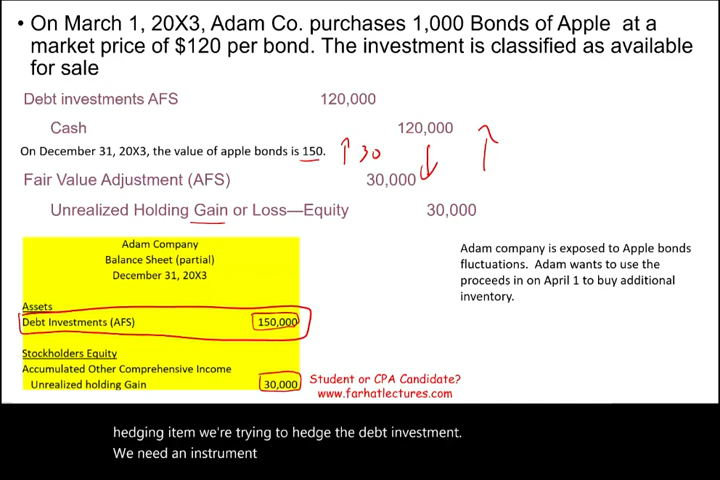 • On March 1, 20X3, Adam Co. purchases 1,000 Bonds of Apple at a
market price of $120 per bond. The investment is classified as available
for sale
Debt investments AFS 120,000
Cash 120,000
On December 31, 20X3, the value of apple bonds is 150. 30
Fair Value Adjustment (AFS) 30,000
Unrealized Holding Gain or Loss—Equity 30,000
Adam Company
Balance Sheet (partial)
December 31, 20X3
Assets
Debt Investments (AFS) 150,000
Stockholders Equity
Accumulated Other Comprehensive Income
Unrealized holding Gain 30,000
Adam company is exposed to Apple bonds
fluctuations. Adam wants to use the
proceeds in on April 1 to buy additional
inventory.
Student or CPA Candidate?
www.farhatlectures.com
hedging item we're trying to hedge the debt investment.
We need an instrument